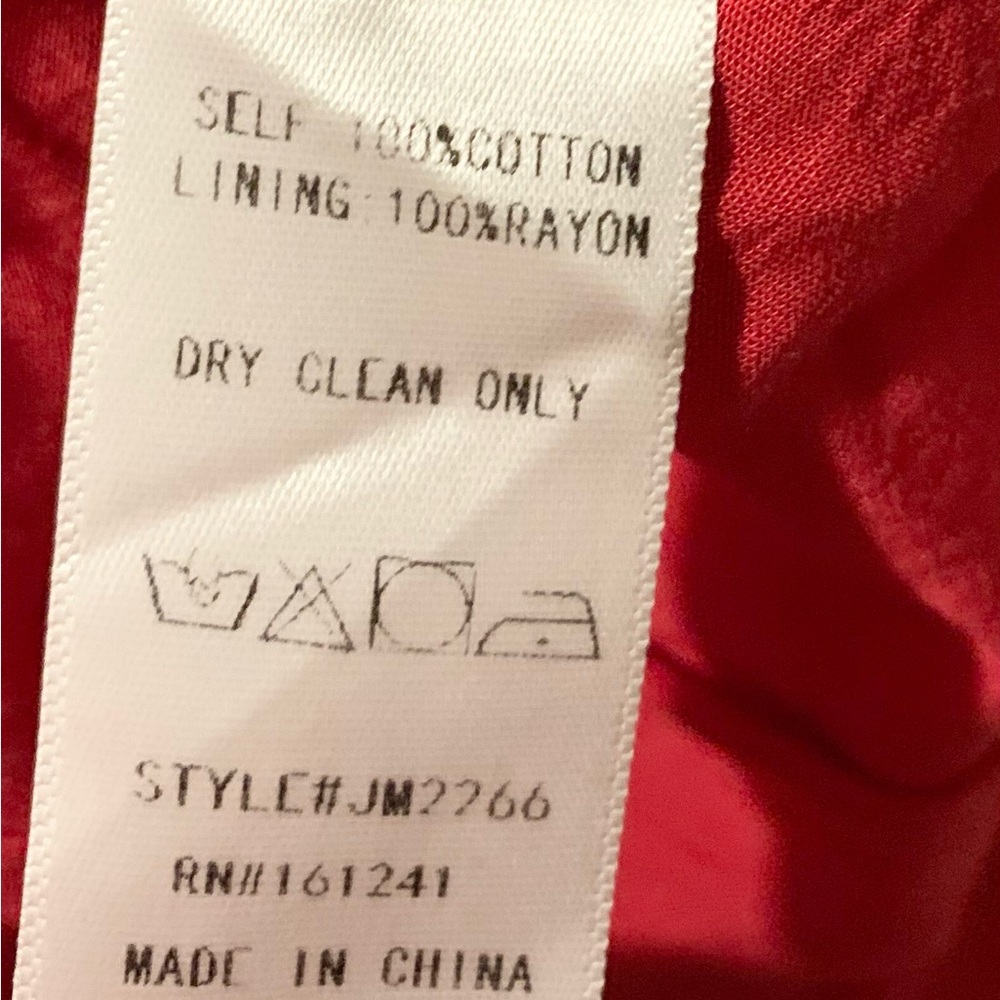 SELF 100%COTTON
LINING:100%RAYON
DRY CLEAN ONLY
STYLE#JM2266
RN#161241
MADE IN CHINA